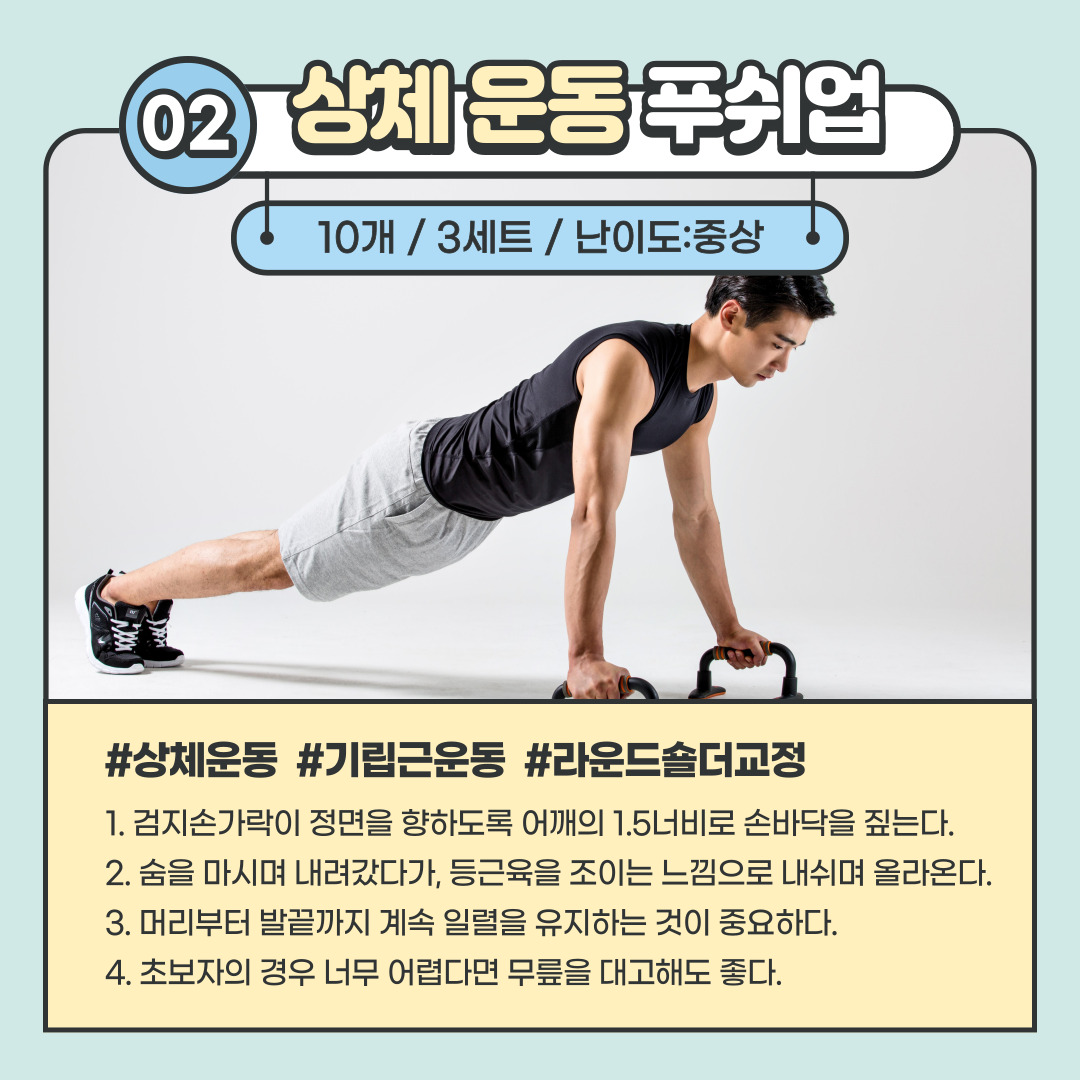 02 상체 운동 푸쉬업
10개 / 3세트 / 난이도:중상
#상체운동 #기립근운동 #라운드숄더교정
1. 검지손가락이 정면을 향하도록 어깨의 1.5너비로 손바닥을 짚는다.
2. 숨을 마시며 내려갔다가, 등근육을 조이는 느낌으로 내쉬며 올라온다.
3. 머리부터 발끝까지 계속 일렬을 유지하는 것이 중요하다.
4. 초보자의 경우 너무 어렵다면 무릎을 대고해도 좋다.